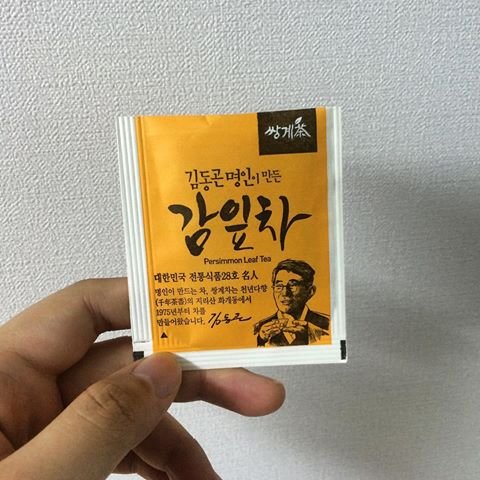 쌍계茶
김동곤 명인이 만든
감잎차
Persimmon Leaf Tea
대한민국 전통식품28호 名人
명인이 만드는 차, 쌍계차는 천년다향
(千年茶香)의 지리산 화개동에서
1975년부터 차를
만들어왔습니다. 김동곤